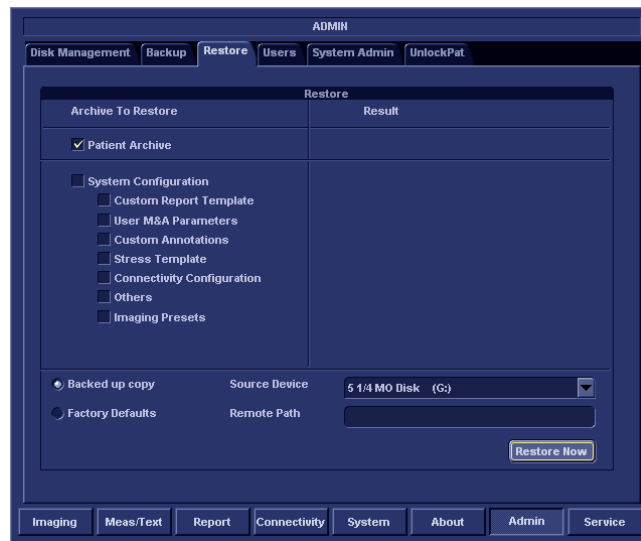 ADMIN
Disk Management Backup Restore Users System Admin UnlockPat
Restore
Archive To Restore Result
Patient Archive
System Configuration
Custom Report Template
User M&A Parameters
Custom Annotations
Stress Template
Connectivity Configuration
Others
Imaging Presets
Backed up copy Source Device 5 1/4 MO Disk (G:)
Factory Defaults Remote Path
Restore Now
Imaging Meas/Text Report Connectivity System About Admin Service